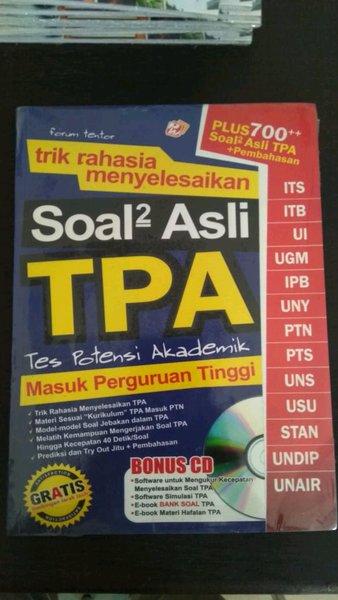 forum tentor
trik rahasia
menyelesaikan
Soal² Asli
TPA
Tes Potensi Akademik
Masuk Perguruan Tinggi
PLUS 700⁺⁺
Soal² Asli TPA
+Pembahasan
ITS
ITB
UI
UGM
IPB
UNY
PTN
PTS
UNS
USU
STAN
UNDIP
UNAIR
Trik Rahasia Menyelesaikan TPA
Materi Sesuai "Kurikulum" TPA Masuk PTN
Model-model Soal Jebakan dalam TPA
Melatih Kemampuan Mengerjakan Soal TPA
Hingga Kecepatan 40 Detik/Soal
Prediksi dan Try Out Jitu + Pembahasan
GRATIS
BONUS CD
Software untuk Mengukur Kecepatan
Menyelesaikan Soal TPA
Software Simulasi TPA
E-book BANK SOAL TPA
E-book Materi Hafalan TPA